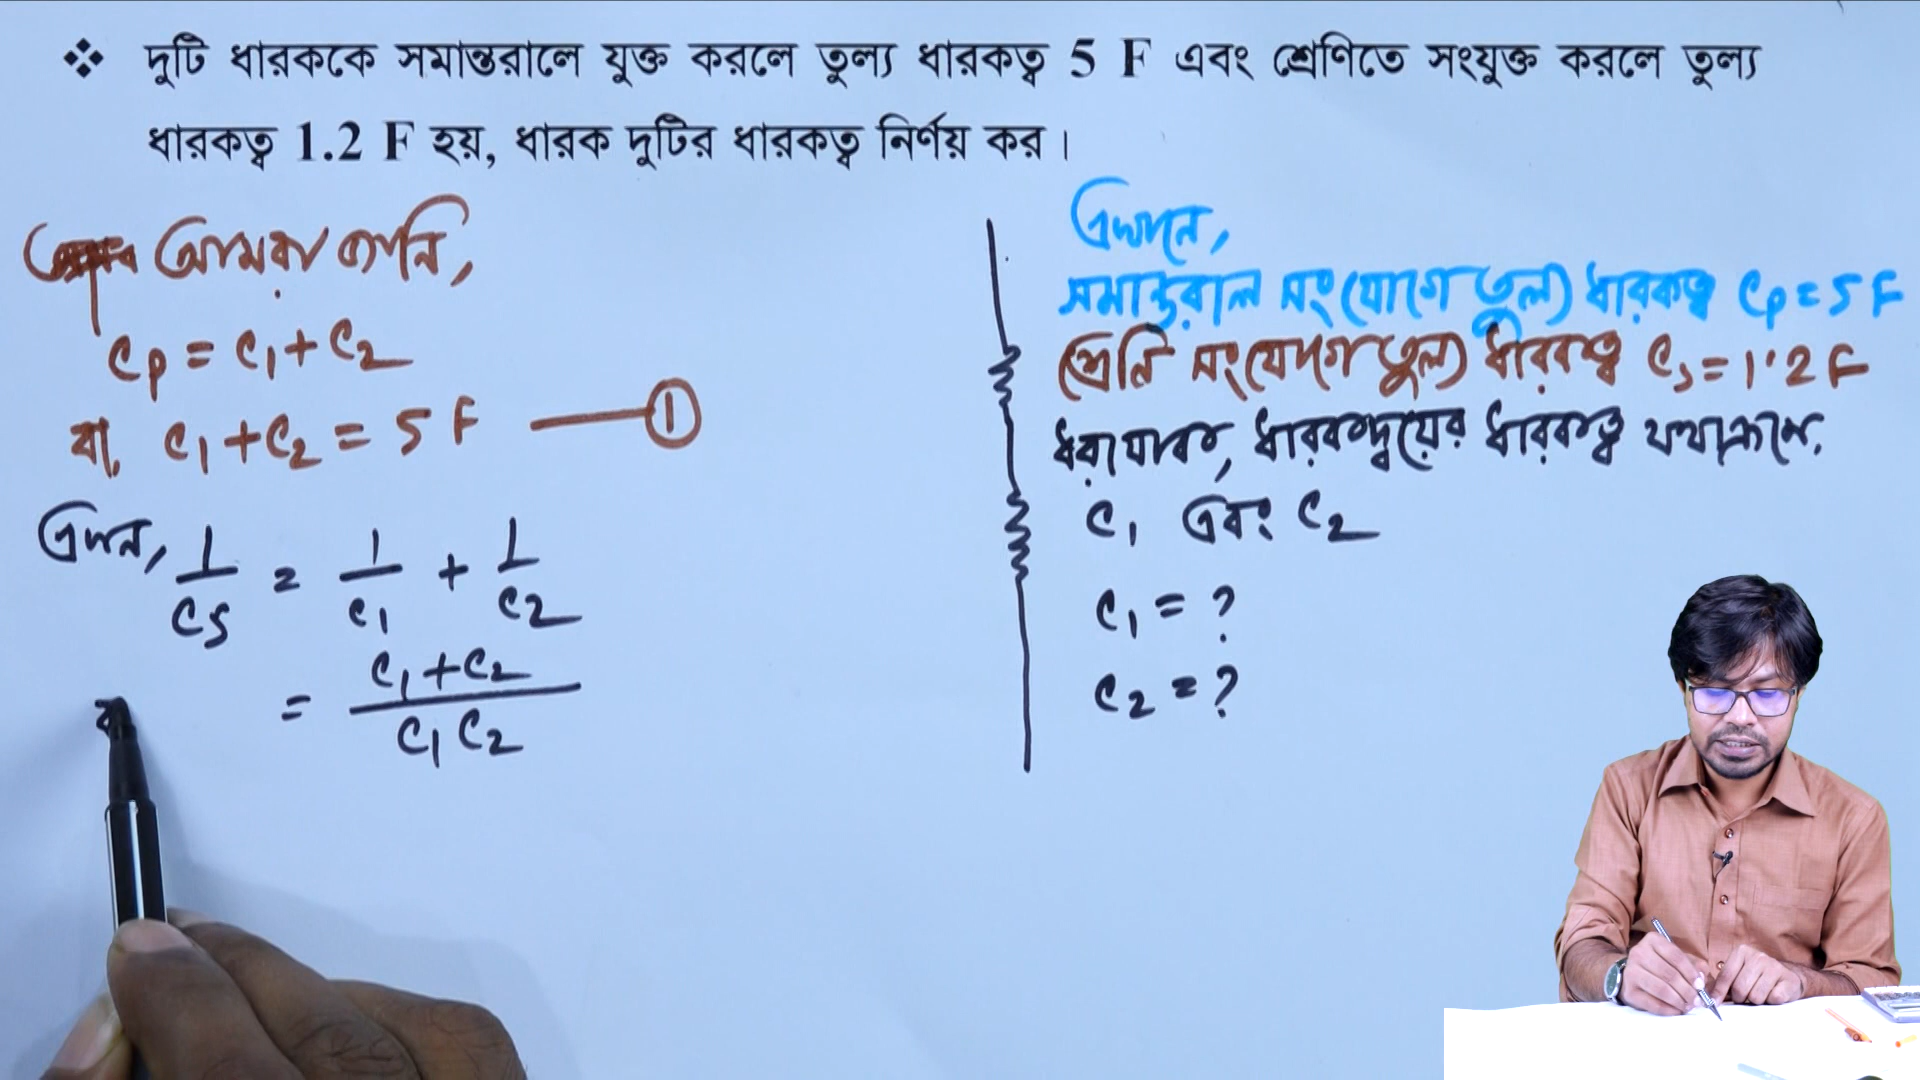 ❖ দুটি ধারককে সমান্তরালে যুক্ত করলে তুল্য ধারকত্ব 5 F এবং শ্রেণিতে সংযুক্ত করলে তুল্য
ধারকত্ব 1.2 F হয়, ধারক দুটির ধারকত্ব নির্ণয় কর।
আমরা জানি,
Cp = C₁ + C₂
বা, C₁ + C₂ = 5 F ——— ①
এখন, 1/Cs = 1/C₁ + 1/C₂
= (C₁ + C₂)/(C₁ C₂)
এখানে,
সমান্তরাল সংযোগে তুল্য ধারকত্ব Cp = 5 F
শ্রেণি সংযোগে তুল্য ধারকত্ব Cs = 1.2 F
ধরা যাক, ধারকদ্বয়ের ধারকত্ব যথাক্রমে,
C₁ এবং C₂
C₁ = ?
C₂ = ?